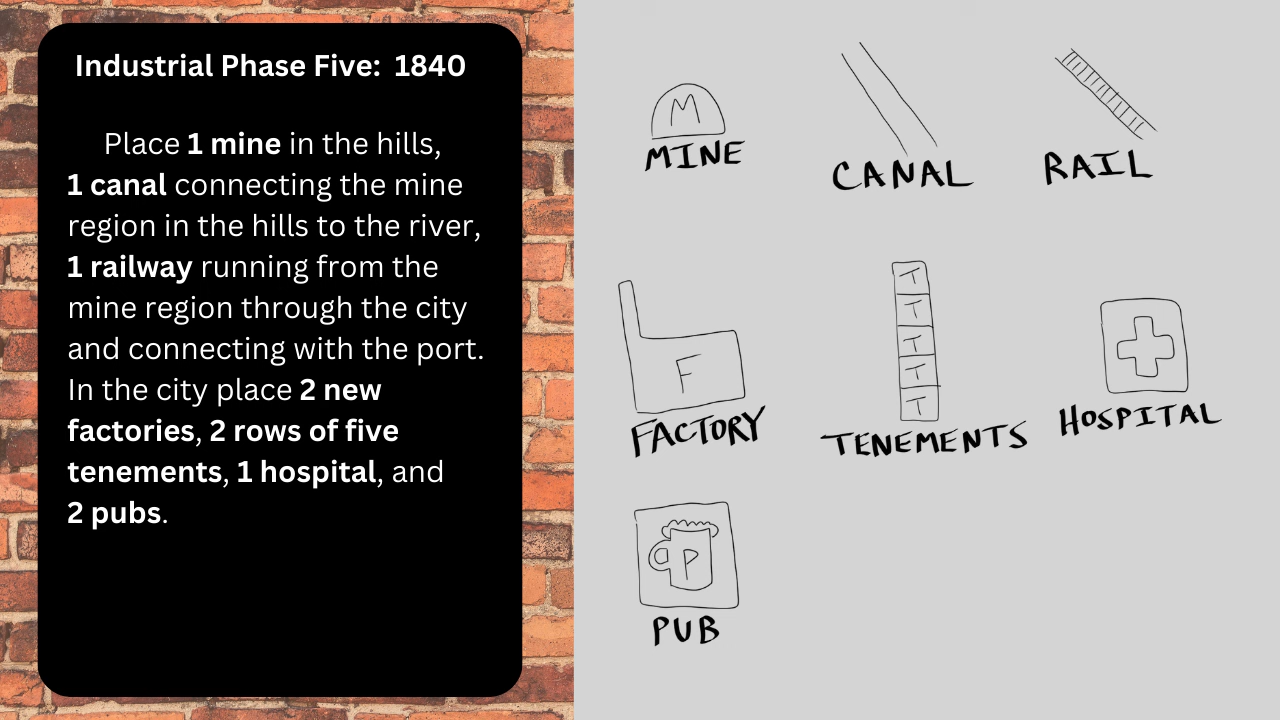 Industrial Phase Five:  1840
Place 1 mine in the hills,
1 canal connecting the mine
region in the hills to the river,
1 railway running from the
mine region through the city
and connecting with the port.
In the city place 2 new
factories, 2 rows of five
tenements, 1 hospital, and
2 pubs.
M
MINE
CANAL
RAIL
F
FACTORY
T
T
T
T
T
TENEMENTS
HOSPITAL
P
PUB